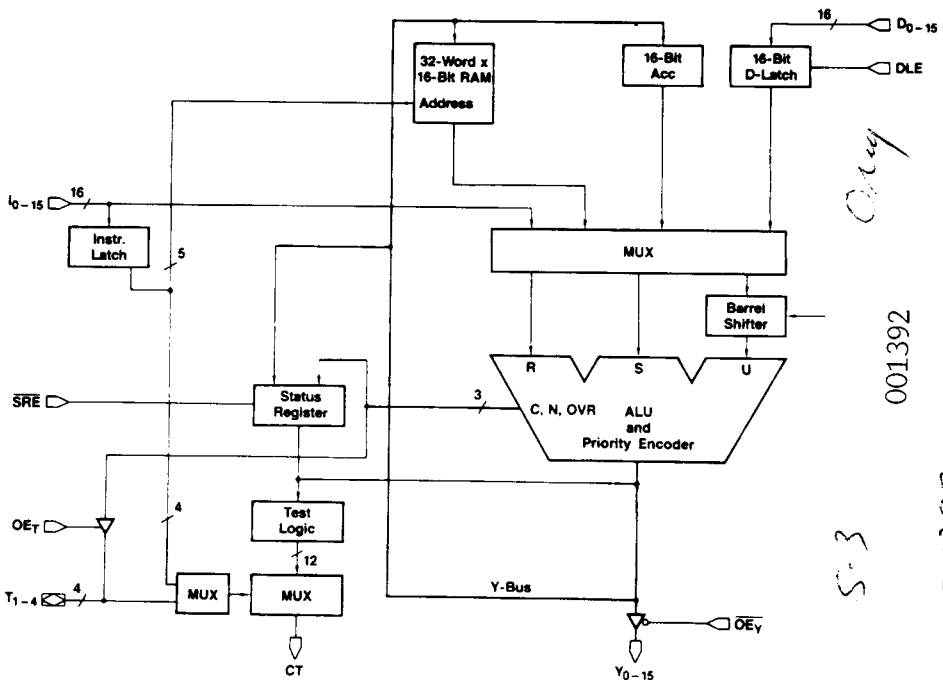 16
D0–15
32-Word x
16-Bit RAM
Address
16-Bit
Acc
16-Bit
D-Latch
DLE
I0–15
16
Instr.
Latch
5
MUX
Barrel
Shifter
001392
R
S
U
SRE
Status
Register
3
C, N, OVR
ALU
and
Priority Encoder
OET
4
Test
Logic
12
T1–4
4
MUX
MUX
Y-Bus
OEY
CT
Y0–15
S-3